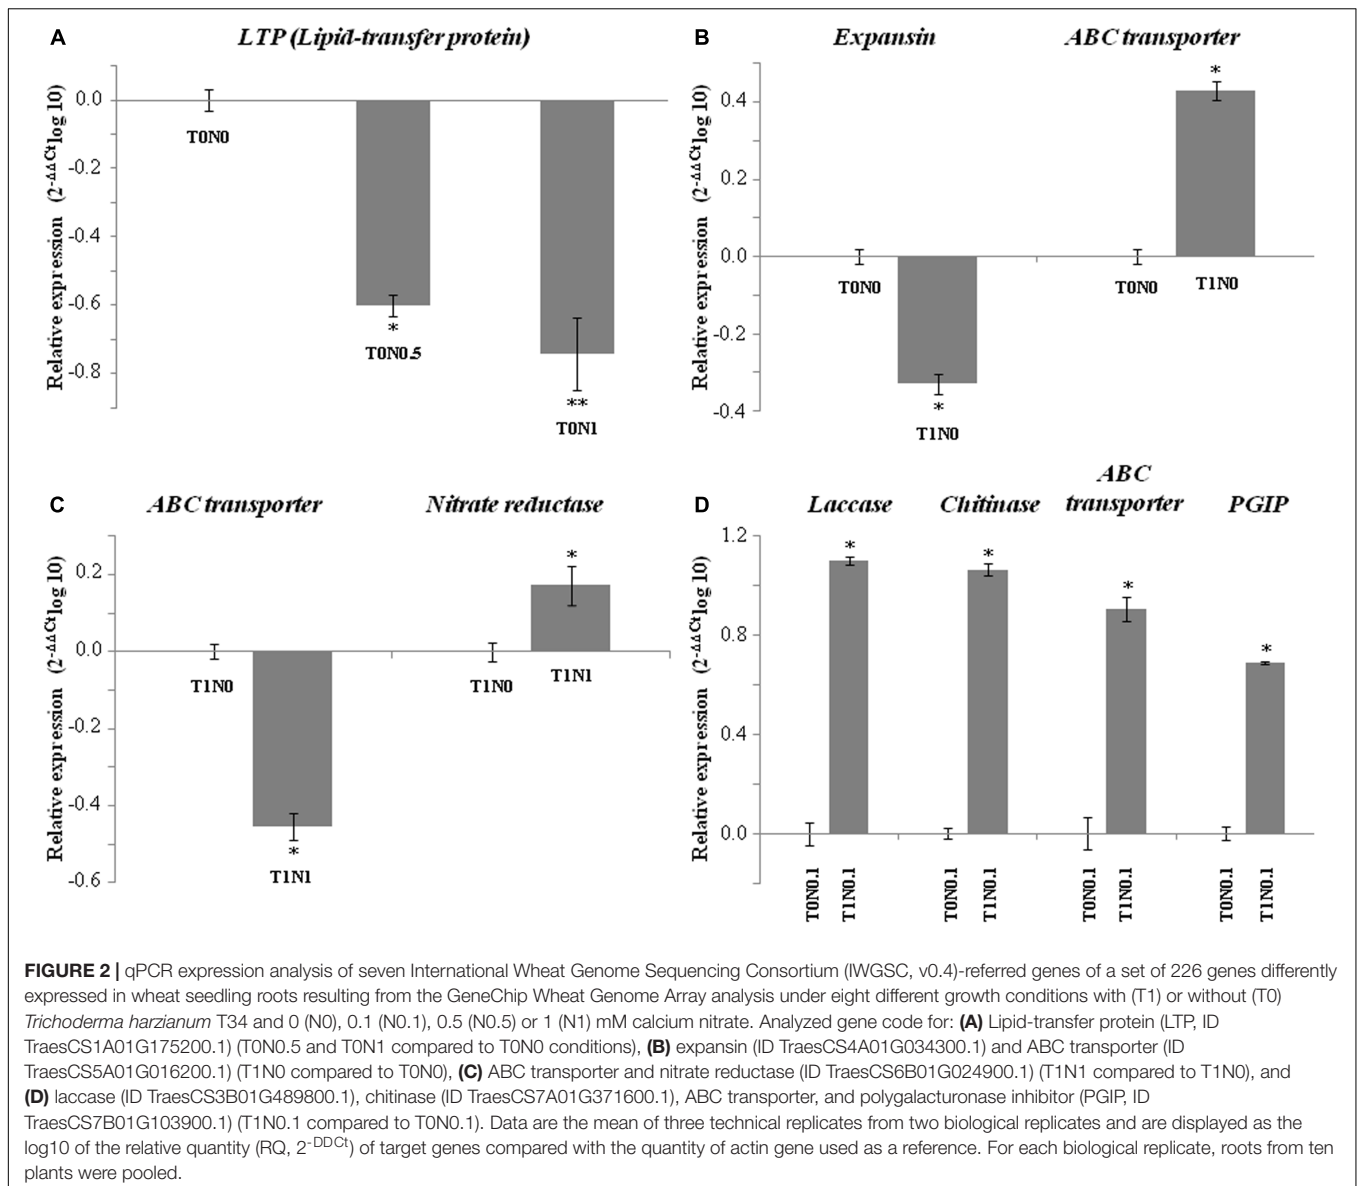 A
LTP (Lipid-transfer protein)
Relative expression (2-ΔΔCt log 10)
0.0
-0.2
-0.4
-0.6
-0.8
T0N0
*
T0N0.5
**
T0N1
B
Expansin
ABC transporter
Relative expression (2-ΔΔCt log 10)
0.4
0.2
0.0
-0.2
-0.4
T0N0
*
T1N0
T0N0
*
T1N0
C
ABC transporter
Nitrate reductase
Relative expression (2-ΔΔCt log 10)
0.2
0.0
-0.2
-0.4
-0.6
T1N0
*
T1N1
T1N0
*
T1N1
D
Laccase
Chitinase
ABC
transporter
PGIP
Relative expression (2-ΔΔCt log 10)
1.2
0.8
0.4
0.0
*
*
*
*
T0N0.1
T1N0.1
T0N0.1
T1N0.1
T0N0.1
T1N0.1
T0N0.1
T1N0.1
FIGURE 2 | qPCR expression analysis of seven International Wheat Genome Sequencing Consortium (IWGSC, v0.4)-referred genes of a set of 226 genes differently
expressed in wheat seedling roots resulting from the GeneChip Wheat Genome Array analysis under eight different growth conditions with (T1) or without (T0)
Trichoderma harzianum T34 and 0 (N0), 0.1 (N0.1), 0.5 (N0.5) or 1 (N1) mM calcium nitrate. Analyzed gene code for: (A) Lipid-transfer protein (LTP, ID
TraesCS1A01G175200.1) (T0N0.5 and T0N1 compared to T0N0 conditions), (B) expansin (ID TraesCS4A01G034300.1) and ABC transporter (ID
TraesCS5A01G016200.1) (T1N0 compared to T0N0), (C) ABC transporter and nitrate reductase (ID TraesCS6B01G024900.1) (T1N1 compared to T1N0), and
(D) laccase (ID TraesCS3B01G489800.1), chitinase (ID TraesCS7A01G371600.1), ABC transporter, and polygalacturonase inhibitor (PGIP, ID
TraesCS7B01G103900.1) (T1N0.1 compared to T0N0.1). Data are the mean of three technical replicates from two biological replicates and are displayed as the
log10 of the relative quantity (RQ, 2-DDCt) of target genes compared with the quantity of actin gene used as a reference. For each biological replicate, roots from ten
plants were pooled.